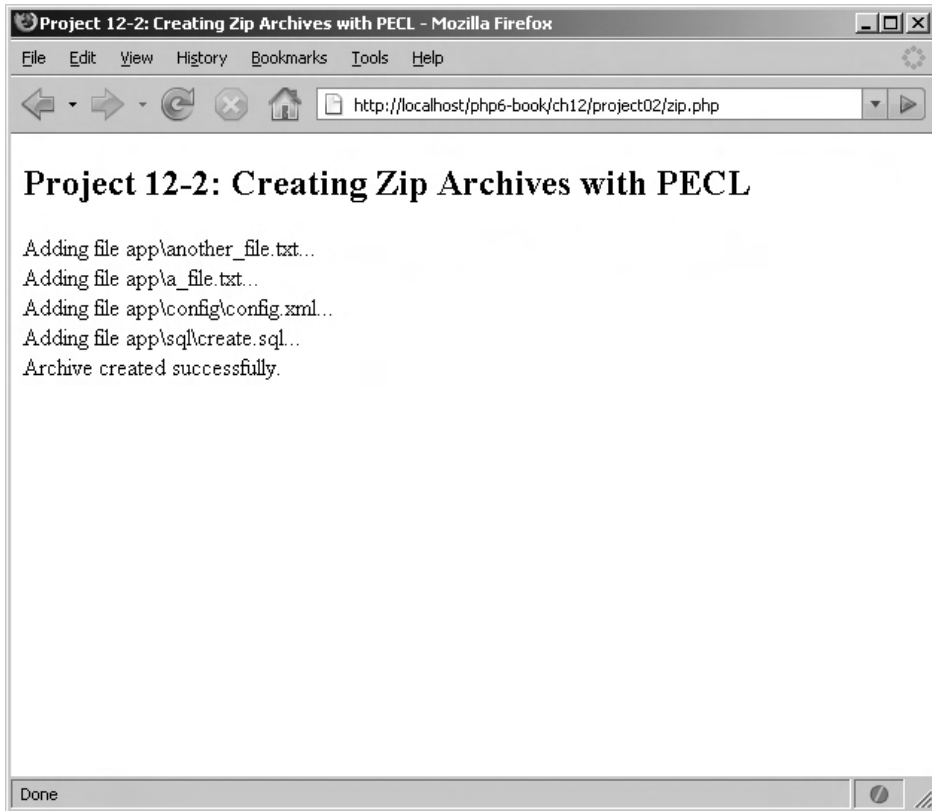 Project 12-2: Creating Zip Archives with PECL - Mozilla Firefox
File Edit View History Bookmarks Tools Help
http://localhost/php6-book/ch12/project02/zip.php
Project 12-2: Creating Zip Archives with PECL
Adding file app\another_file.txt...
Adding file app\a_file.txt...
Adding file app\config\config.xml...
Adding file app\sql\create.sql...
Archive created successfully.
Done